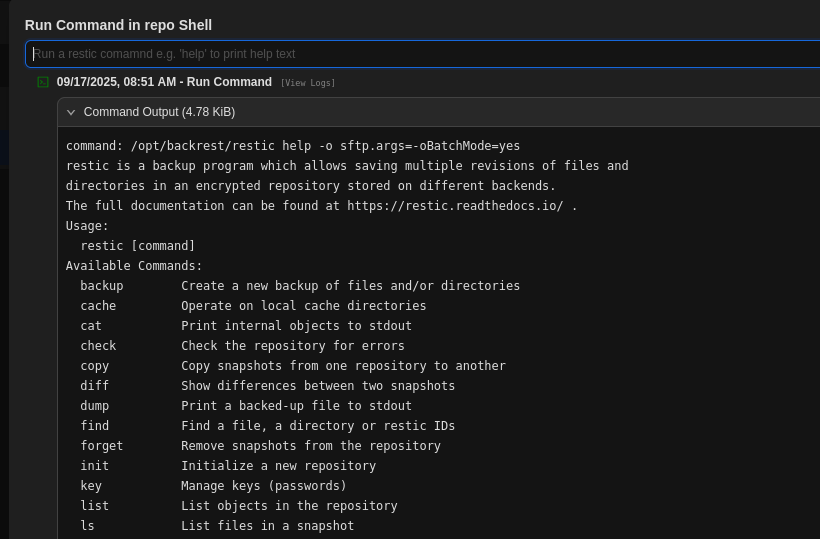 Run Command in repo Shell
Run a restic comamnd e.g. 'help' to print help text
09/17/2025, 08:51 AM - Run Command [View Logs]
Command Output (4.78 KiB)
command: /opt/backrest/restic help -o sftp.args=-oBatchMode=yes
restic is a backup program which allows saving multiple revisions of files and
directories in an encrypted repository stored on different backends.
The full documentation can be found at https://restic.readthedocs.io/ .
Usage:
  restic [command]
Available Commands:
  backup        Create a new backup of files and/or directories
  cache         Operate on local cache directories
  cat           Print internal objects to stdout
  check         Check the repository for errors
  copy          Copy snapshots from one repository to another
  diff          Show differences between two snapshots
  dump          Print a backed-up file to stdout
  find          Find a file, a directory or restic IDs
  forget        Remove snapshots from the repository
  init          Initialize a new repository
  key           Manage keys (passwords)
  list          List objects in the repository
  ls            List files in a snapshot